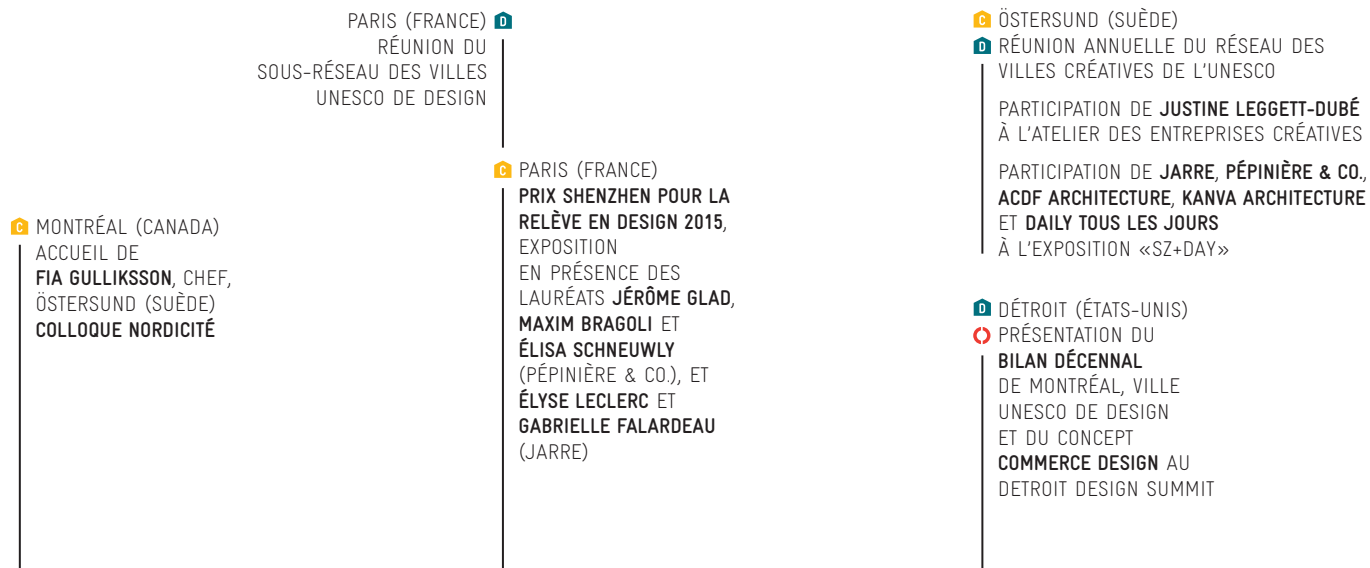 PARIS (FRANCE) D
RÉUNION DU
SOUS-RÉSEAU DES VILLES
UNESCO DE DESIGN
C PARIS (FRANCE)
PRIX SHENZHEN POUR LA
RELÈVE EN DESIGN 2015,
EXPOSITION
EN PRÉSENCE DES
LAURÉATS JÉRÔME GLAD,
MAXIM BRAGOLI ET
ÉLISA SCHNEUWLY
(PÉPINIÈRE & CO.), ET
ÉLYSE LECLERC ET
GABRIELLE FALARDEAU
(JARRE)
C MONTRÉAL (CANADA)
ACCUEIL DE
FIA GULLIKSSON, CHEF,
ÖSTERSUND (SUÈDE)
COLLOQUE NORDICITÉ
C ÖSTERSUND (SUÈDE)
D RÉUNION ANNUELLE DU RÉSEAU DES
VILLES CRÉATIVES DE L'UNESCO
PARTICIPATION DE JUSTINE LEGGETT-DUBÉ
À L'ATELIER DES ENTREPRISES CRÉATIVES
PARTICIPATION DE JARRE, PÉPINIÈRE & CO.,
ACDF ARCHITECTURE, KANVA ARCHITECTURE
ET DAILY TOUS LES JOURS
À L'EXPOSITION «SZ+DAY»
D DÉTROIT (ÉTATS-UNIS)
PRÉSENTATION DU
BILAN DÉCENNAL
DE MONTRÉAL, VILLE
UNESCO DE DESIGN
ET DU CONCEPT
COMMERCE DESIGN AU
DETROIT DESIGN SUMMIT